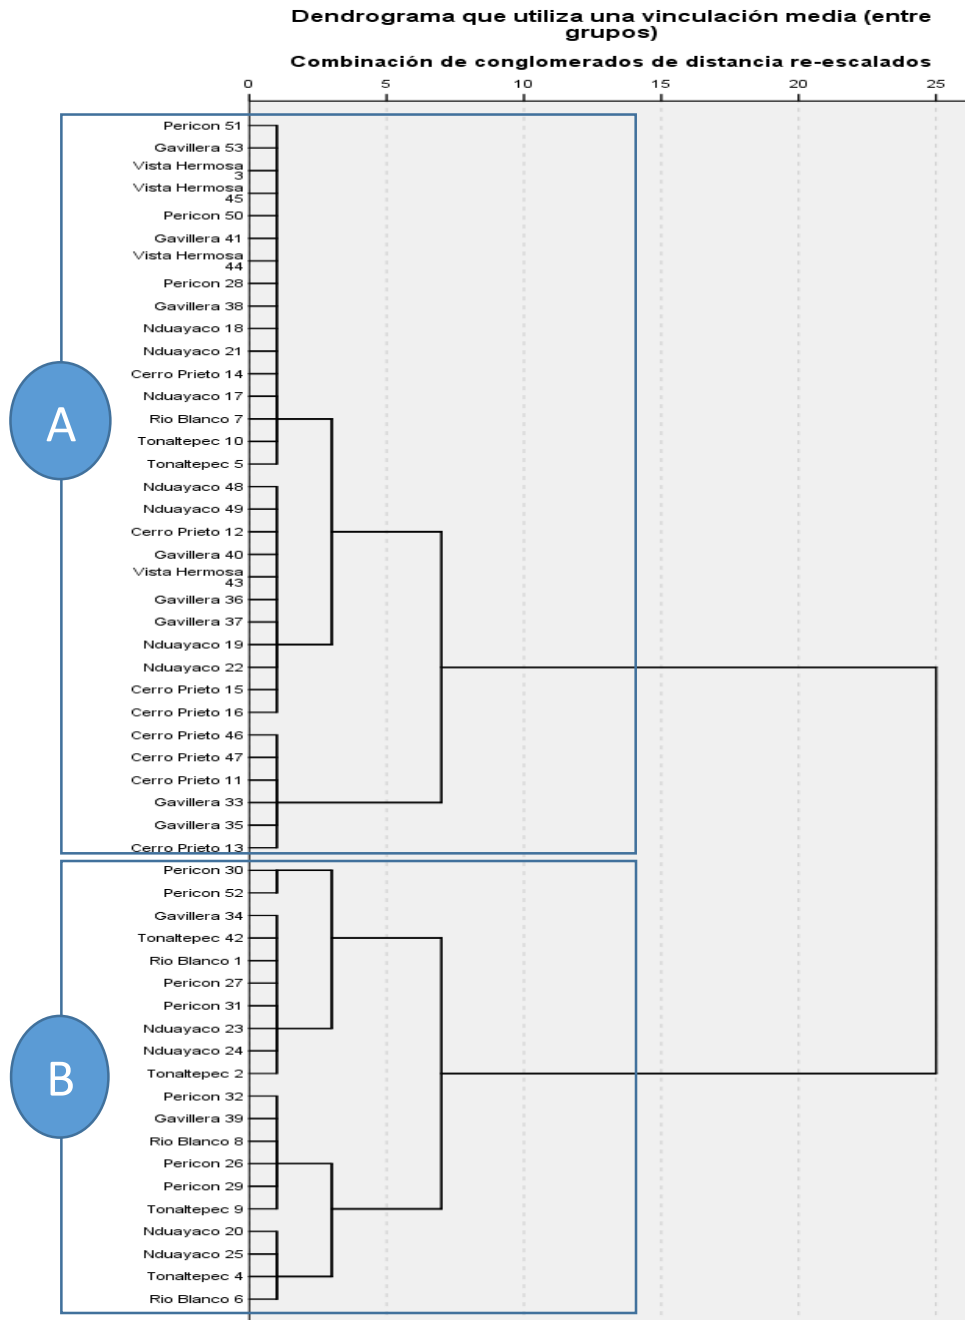 Dendrograma que utiliza una vinculación media (entre
grupos)
Combinación de conglomerados de distancia re-escalados
0 5 10 15 20 25
Pericon 51
Gavillera 53
Vista Hermosa
3
Vista Hermosa
45
Pericon 50
Gavillera 41
Vista Hermosa
44
Pericon 28
Gavillera 38
Nduayaco 18
Nduayaco 21
Cerro Prieto 14
Nduayaco 17
Rio Blanco 7
A
Tonaltepec 10
Tonaltepec 5
Nduayaco 48
Nduayaco 49
Cerro Prieto 12
Gavillera 40
Vista Hermosa
43
Gavillera 36
Gavillera 37
Nduayaco 19
Nduayaco 22
Cerro Prieto 15
Cerro Prieto 16
Cerro Prieto 46
Cerro Prieto 47
Cerro Prieto 11
Gavillera 33
Gavillera 35
Cerro Prieto 13
Pericon 30
Pericon 52
Gavillera 34
Tonaltepec 42
Rio Blanco 1
Pericon 27
Pericon 31
Nduayaco 23
Nduayaco 24
Tonaltepec 2
B
Pericon 32
Gavillera 39
Rio Blanco 8
Pericon 26
Pericon 29
Tonaltepec 9
Nduayaco 20
Nduayaco 25
Tonaltepec 4
Rio Blanco 6